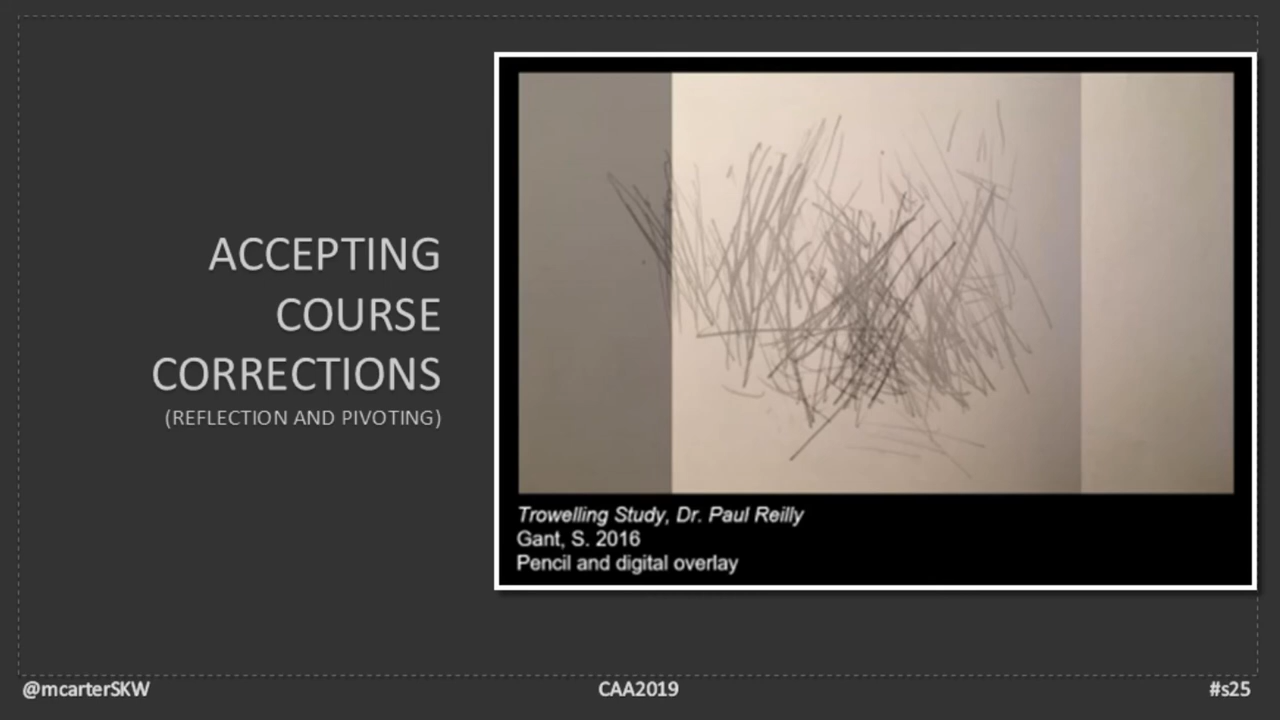 ACCEPTING
COURSE
CORRECTIONS
(REFLECTION AND PIVOTING)
Trowelling Study, Dr. Paul Reilly
Gant, S. 2016
Pencil and digital overlay
@mcarterSKW
CAA2019
#s25